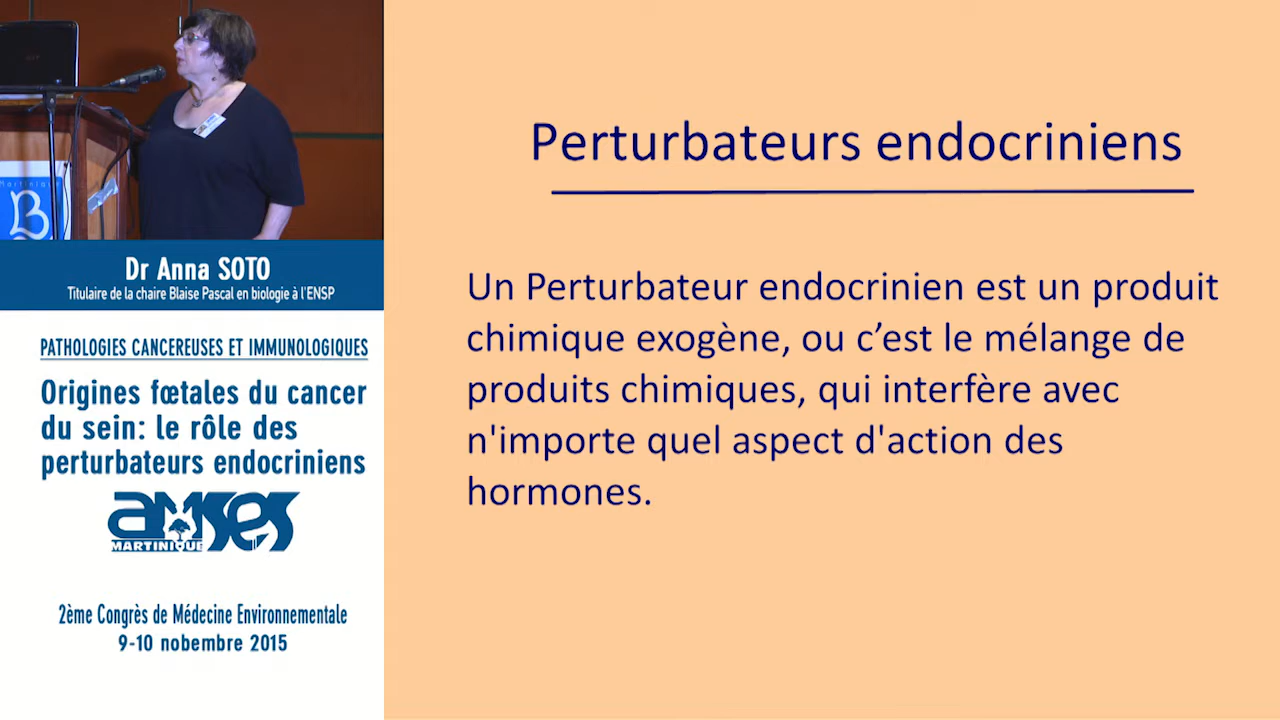 Martinique
B
Dr Anna SOTO
Titulaire de la chaire Blaise Pascal en biologie à l'ENSP
PATHOLOGIES CANCEREUSES ET IMMUNOLOGIQUES
Origines fœtales du cancer
du sein: le rôle des
perturbateurs endocriniens
amses
MARTINIQUE
2ème Congrès de Médecine Environnementale
9-10 nobembre 2015
Perturbateurs endocriniens
Un Perturbateur endocrinien est un produit
chimique exogène, ou c’est le mélange de
produits chimiques, qui interfère avec
n'importe quel aspect d'action des
hormones.